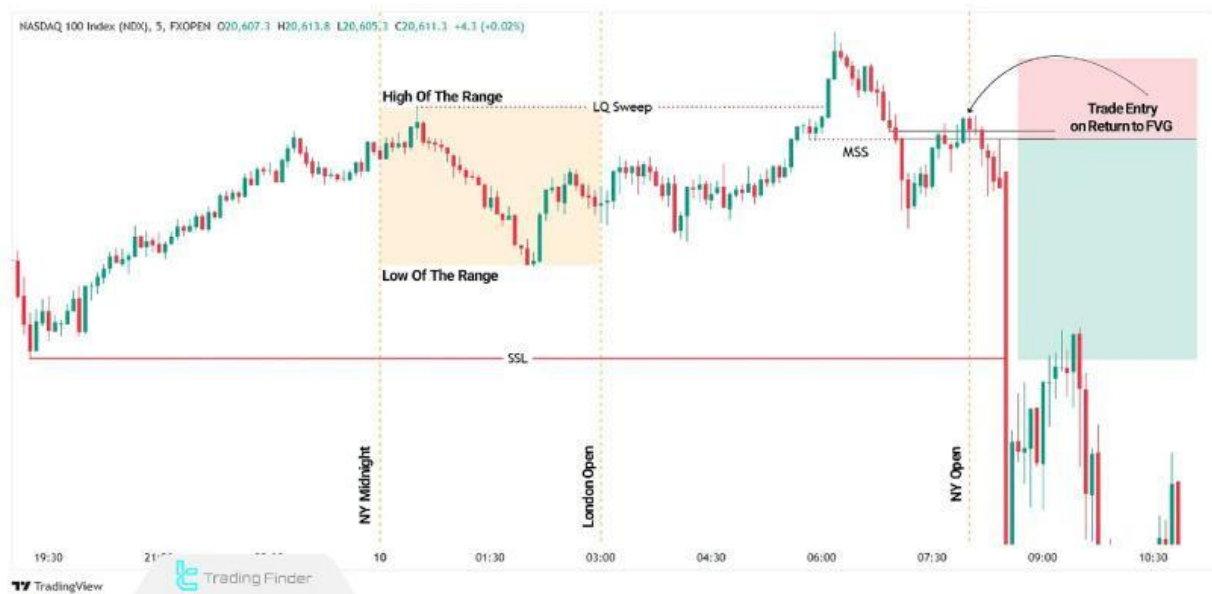 NASDAQ 100 Index (NDX), 5, FXOPEN O20,607.3 H20,613.8 L20,605.3 C20,611.3 +4.3 (+0.02%)
High Of The Range
LQ Sweep
Trade Entry
on Return to FVG
MSS
Low Of The Range
SSL
NY Midnight
London Open
NY Open
19:30
10
01:30
03:00
04:30
06:00
07:30
09:00
10:30
TradingView
Trading Finder